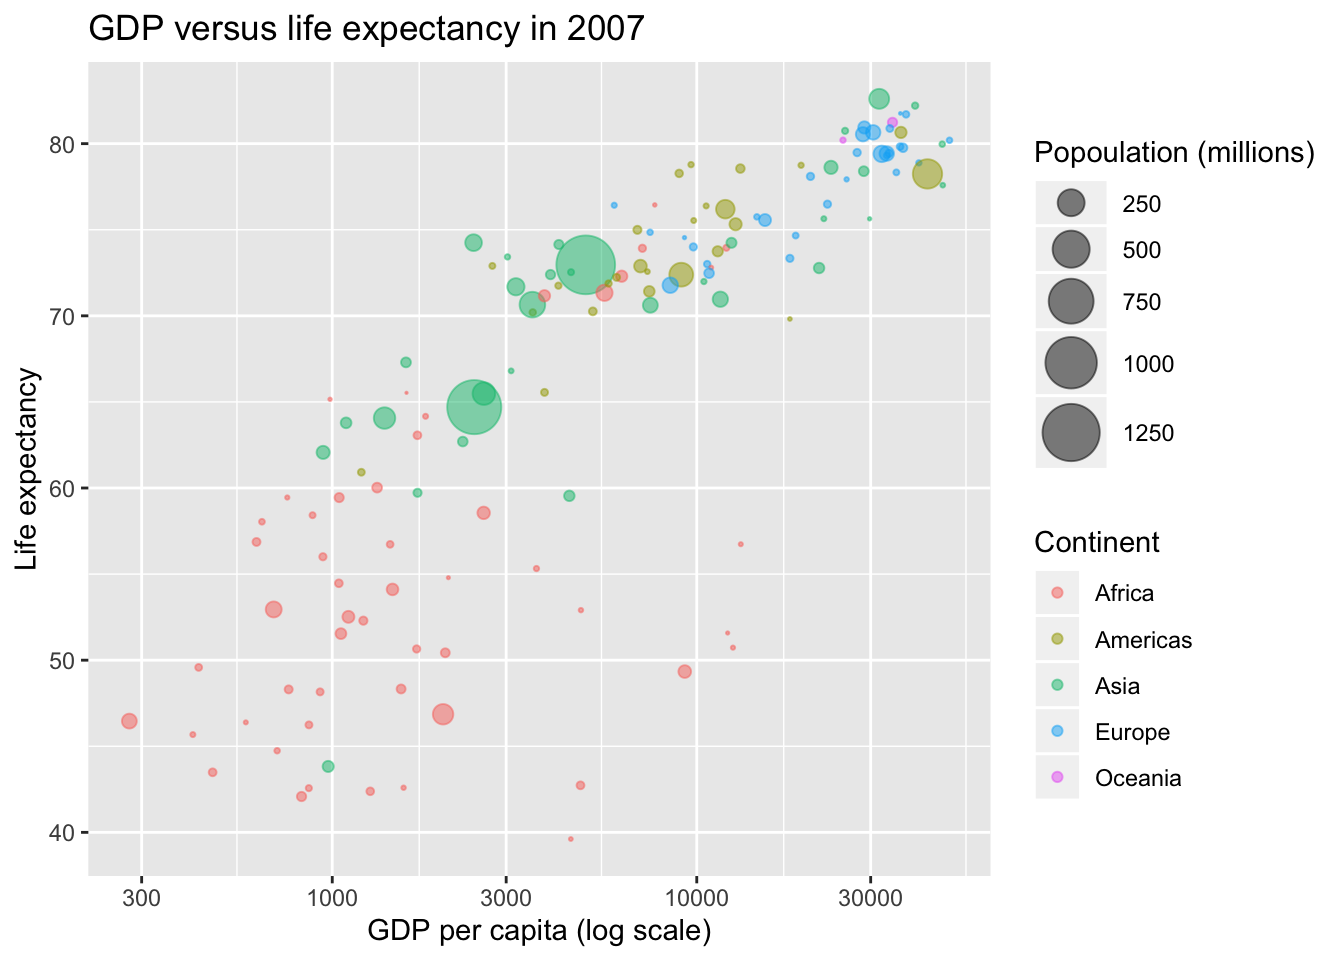 GDP versus life expectancy in 2007
80
70
60
50
40
Life expectancy
300
1000
3000
10000
30000
GDP per capita (log scale)
Popoulation (millions)
250
500
750
1000
1250
Continent
Africa
Americas
Asia
Europe
Oceania